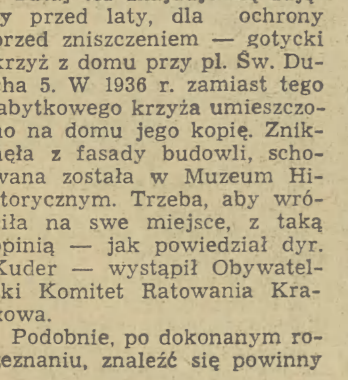 y przed laty, dla ochrony
przed zniszczeniem — gotycki
krzyż z domu przy pl. Św. Du-
cha 5. W 1936 r. zamiast tego
zabytkowego krzyża umieszczo-
no na domu jego kopię. Znik-
nęła z fasady budowli, scho-
wana została w Muzeum Hi-
storycznym. Trzeba, aby wró-
ciła na swe miejsce, z taką
opinią — jak powiedział dyr.
Kuder — wystąpił Obywatel-
ski Komitet Ratowania Kra-
kowa.
Podobnie, po dokonanym ro-
zeznaniu, znaleźć się powinny